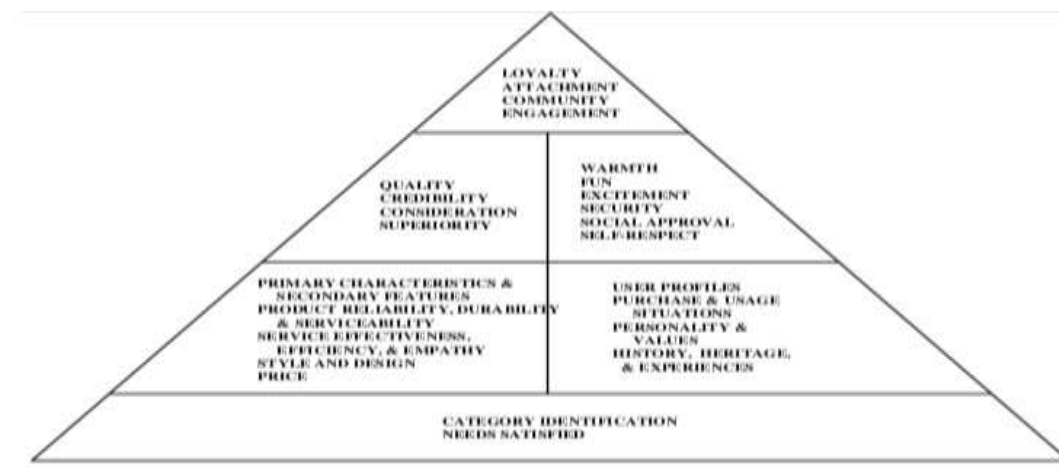 LOYALTY
ATTACHMENT
COMMUNITY
ENGAGEMENT
QUALITY
CREDIBILITY
CONSIDERATION
SUPERIORITY
WARMTH
FUN
EXCITEMENT
SECURITY
SOCIAL APPROVAL
SELF-RESPECT
PRIMARY CHARACTERISTICS &
SECONDARY FEATURES
PRODUCT RELIABILITY, DURABILITY
& SERVICEABILITY
SERVICE EFFECTIVENESS,
EFFICIENCY, & EMPATHY
STYLE AND DESIGN
PRICE
USER PROFILES
PURCHASE & USAGE
SITUATIONS
PERSONALITY &
VALUES
HISTORY, HERITAGE,
& EXPERIENCES
CATEGORY IDENTIFICATION
NEEDS SATISFIED